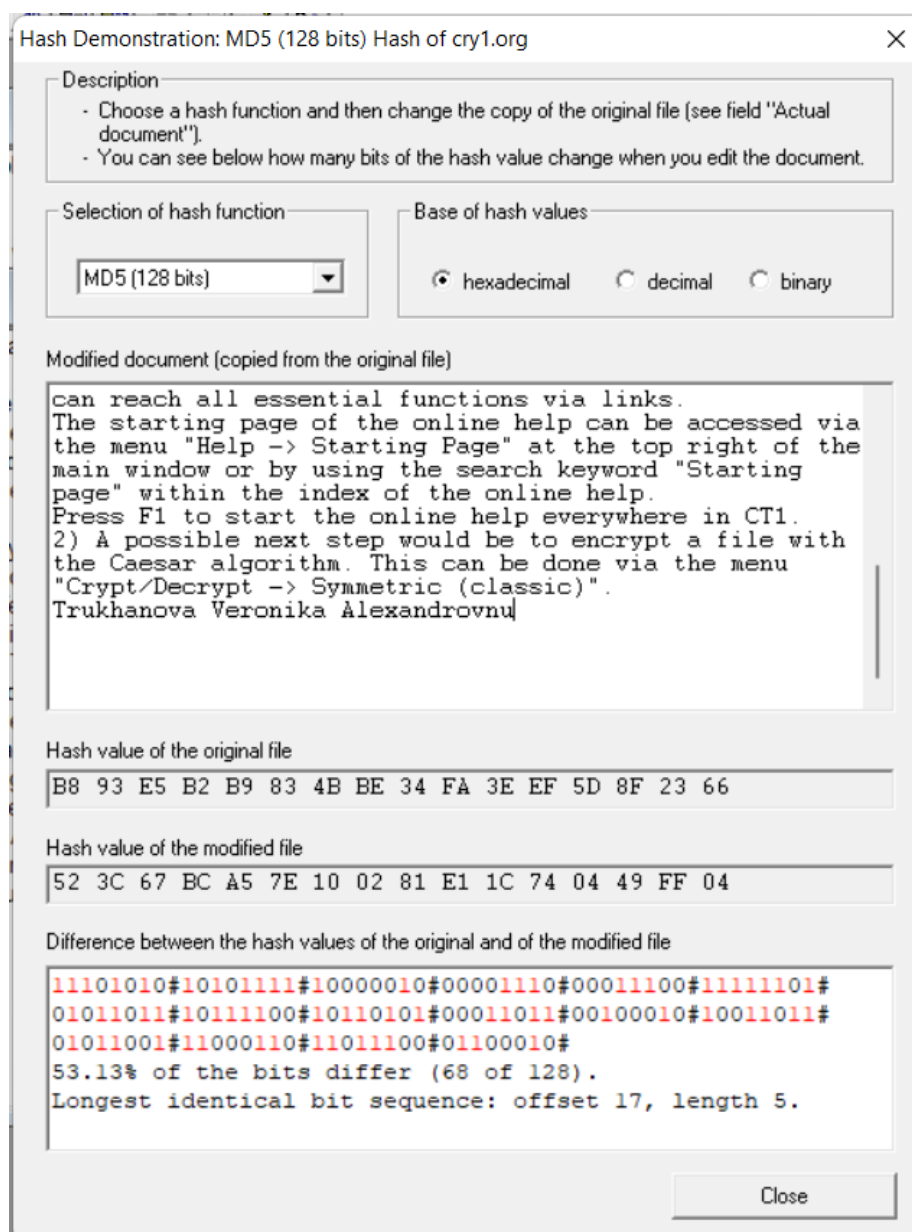 Hash Demonstration: MD5 (128 bits) Hash of cry1.org
Description
- Choose a hash function and then change the copy of the original file (see field "Actual
document").
- You can see below how many bits of the hash value change when you edit the document.
Selection of hash function
Base of hash values
MD5 (128 bits)
hexadecimal
decimal
binary
Modified document (copied from the original file)
can reach all essential functions via links.
The starting page of the online help can be accessed via
the menu "Help -> Starting Page" at the top right of the
main window or by using the search keyword "Starting
page" within the index of the online help.
Press F1 to start the online help everywhere in CT1.
2) A possible next step would be to encrypt a file with
the Caesar algorithm. This can be done via the menu
"Crypt/Decrypt -> Symmetric (classic)".
Trukhanova Veronika Alexandrovnu
Hash value of the original file
B8 93 E5 B2 B9 83 4B BE 34 FA 3E EF 5D 8F 23 66
Hash value of the modified file
52 3C 67 BC A5 7E 10 02 81 E1 1C 74 04 49 FF 04
Difference between the hash values of the original and of the modified file
11101010#10101111#10000010#00001110#00011100#11111101#
01011011#10111100#10110101#00011011#00100010#10011011#
01011001#11000110#11011100#01100010#
53.13% of the bits differ (68 of 128).
Longest identical bit sequence: offset 17, length 5.
Close